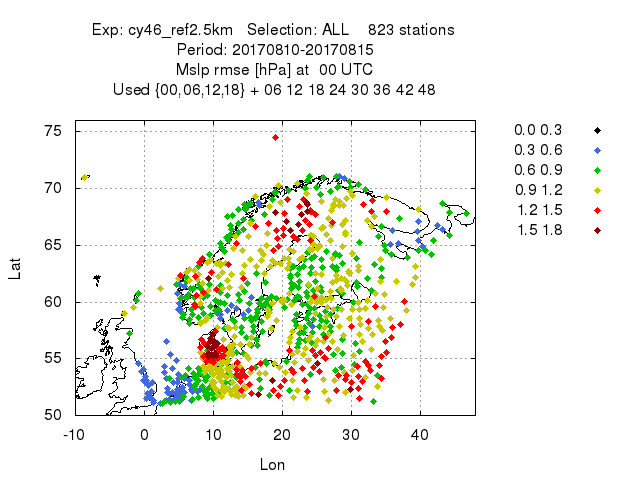 Exp: cy46_ref2.5km   Selection: ALL    823 stations
Period: 20170810-20170815
Mslp rmse [hPa] at  00 UTC
Used {00,06,12,18} + 06 12 18 24 30 36 42 48
75
70
65
60
55
50
Lat
-10 0 10 20 30 40
Lon
0.0 0.3
0.3 0.6
0.6 0.9
0.9 1.2
1.2 1.5
1.5 1.8